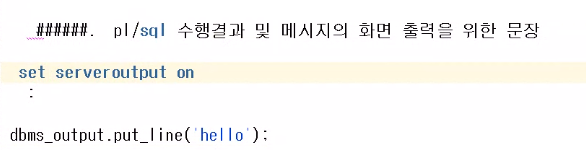 ######. pl/sql 수행결과 및 메시지의 화면 출력을 위한 문장
set serveroutput on
:
dbms_output.put_line('hello');